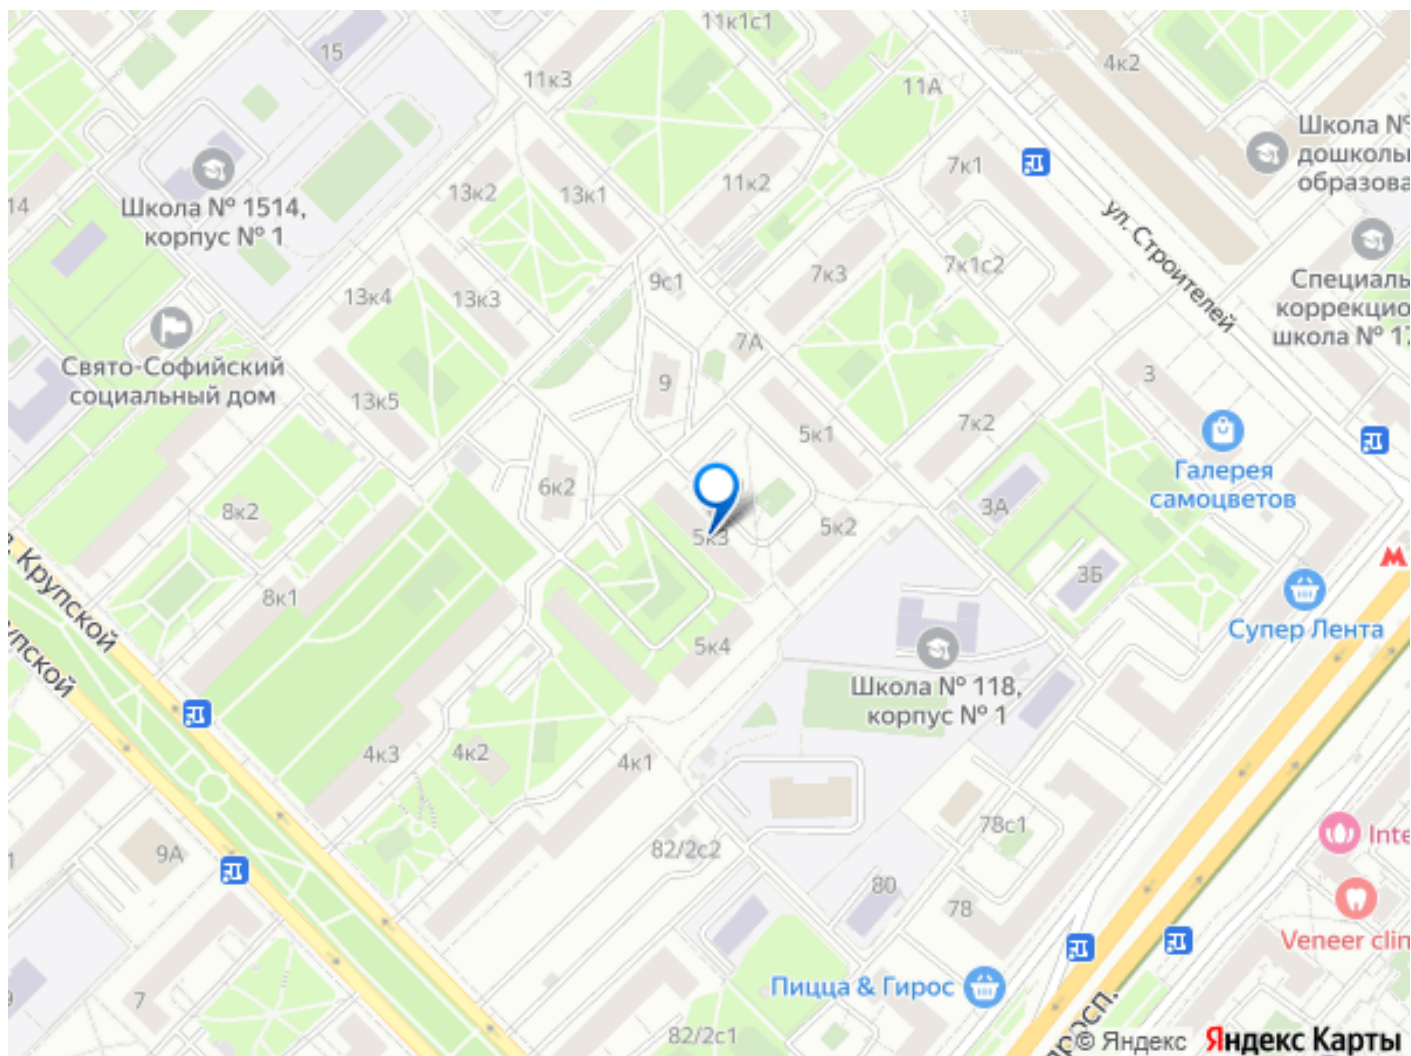 11к1с1
15
11к3
11А
4к2
Школа №
дошколь
образова
7к1
Школа № 1514,
корпус № 1
14
13к2
13к1
11к2
ул. Строителей
7к3
7к1с2
9с1
13к4
13к3
Специаль
коррекцио
школа № 17
7А
Свято-Софийский
социальный дом
9
3
13к5
5к1
7к2
Галерея
самоцветов
6к2
8к2
3А
5к3
5к2
М
Крупской
3Б
8к1
Супер Лента
упской
5к4
Школа № 118,
корпус № 1
4к3
4к2
4к1
78с1
Inte
82/2с2
9А
1
80
78
Veneer clin
Пицца & Гирос
9
7
82/2с1
просп.
© Яндекс Яндекс Карты